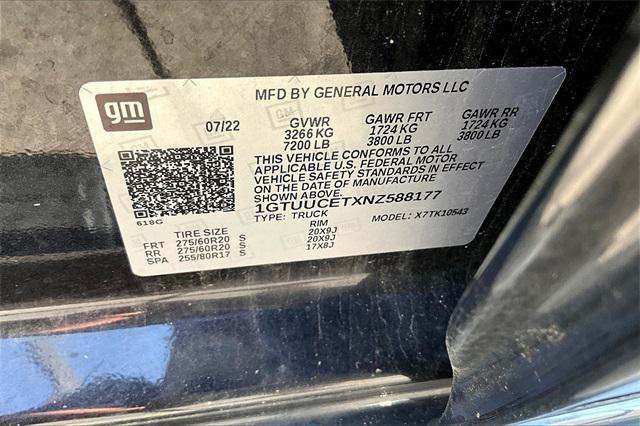 gm
MFD BY GENERAL MOTORS LLC
07/22 GVWR GAWR FRT GAWR RR
3266 KG 1724 KG 1724 KG
7200 LB 3800 LB 3800 LB
THIS VEHICLE CONFORMS TO ALL
APPLICABLE U.S. FEDERAL MOTOR
VEHICLE SAFETY STANDARDS IN EFFECT
ON THE DATE OF MANUFACTURE
SHOWN ABOVE.
1GTUUCETXNZ588177
618G
TYPE: TRUCK MODEL: X7TK10543
TIRE SIZE RIM
FRT 275/60R20 S 20X9J
RR 275/60R20 S 20X9J
SPA 255/80R17 S 17X8J